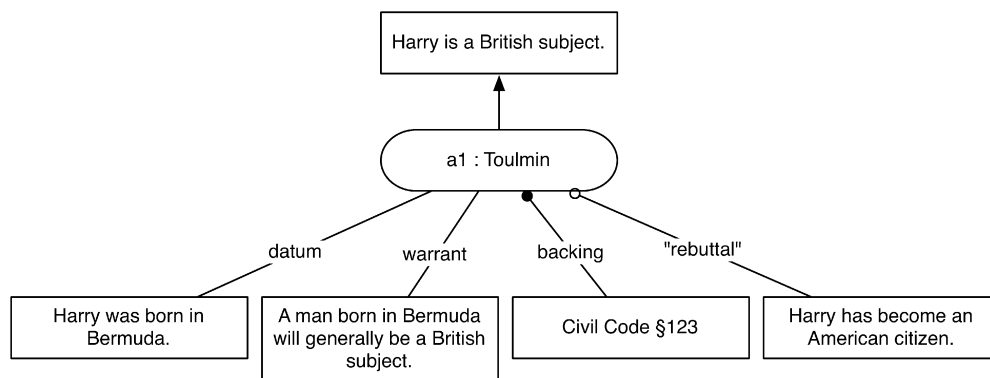 Harry is a British subject.
a1 : Toulmin
datum
warrant
backing
"rebuttal"
Harry was born in
Bermuda.
A man born in Bermuda
will generally be a British
subject.
Civil Code §123
Harry has become an
American citizen.